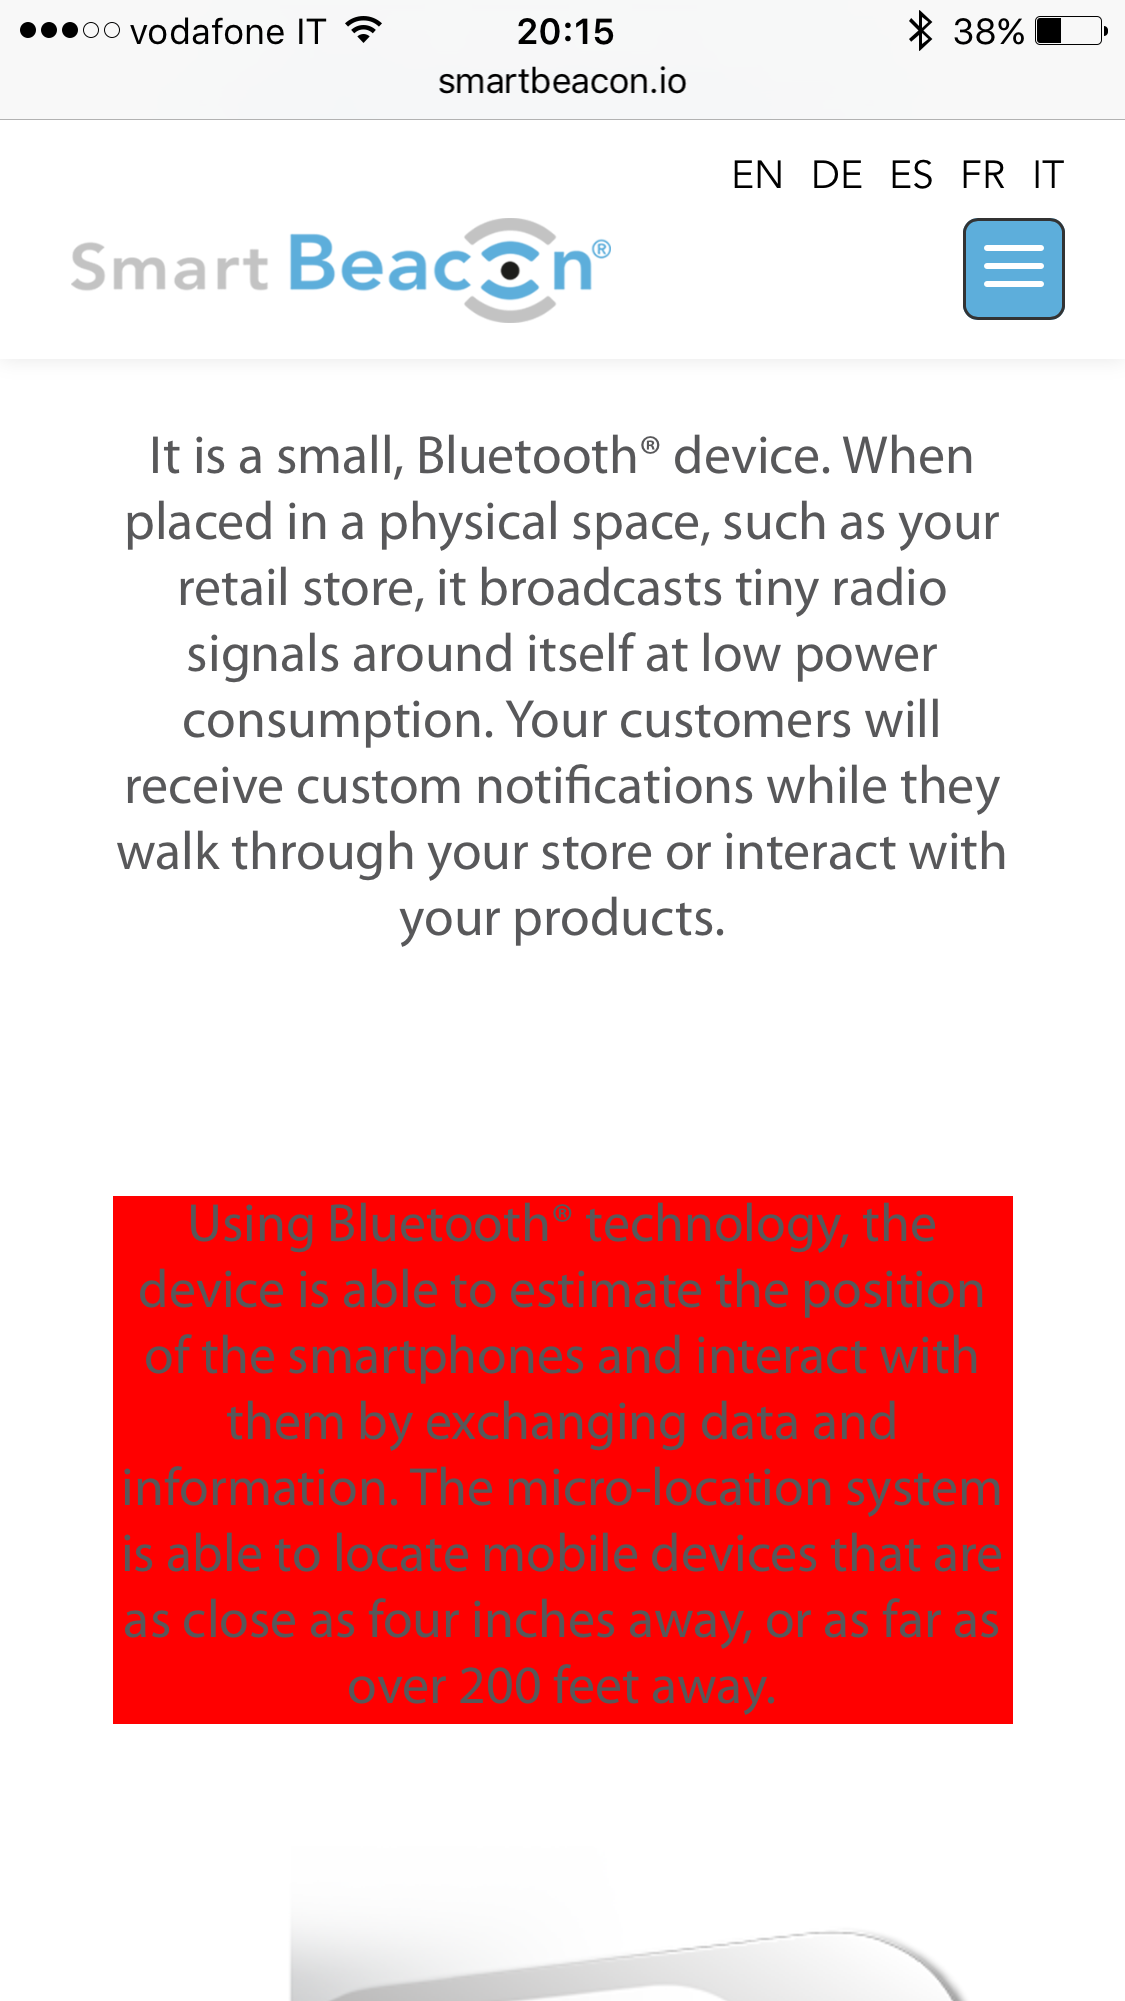 vodafone IT 20:15 38%
smartbeacon.io
EN DE ES FR IT
Smart Beacon®
It is a small, Bluetooth® device. When
placed in a physical space, such as your
retail store, it broadcasts tiny radio
signals around itself at low power
consumption. Your customers will
receive custom notifications while they
walk through your store or interact with
your products.
Using Bluetooth® technology, the
device is able to estimate the position
of the smartphones and interact with
them by exchanging data and
information. The micro-location system
is able to locate mobile devices that are
as close as four inches away, or as far as
over 200 feet away.